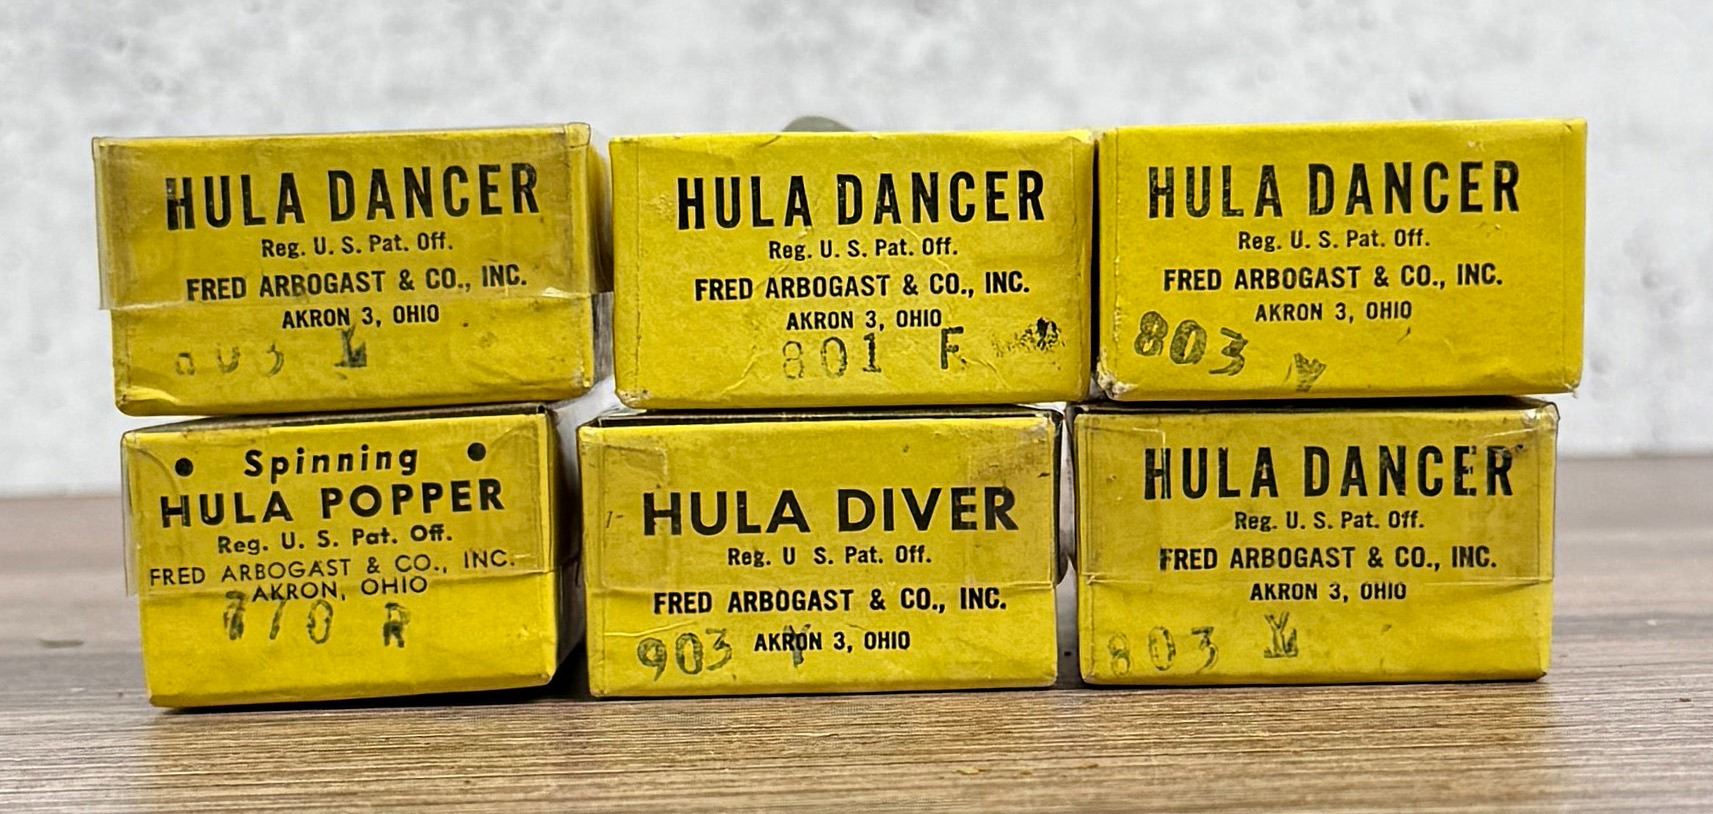 HULA DANCER
Reg. U. S. Pat. Off.
FRED ARBOGAST & CO., INC.
AKRON 3, OHIO
803 Y
HULA DANCER
Reg. U. S. Pat. Off.
FRED ARBOGAST & CO., INC.
AKRON 3, OHIO
801 F
HULA DANCER
Reg. U. S. Pat. Off.
FRED ARBOGAST & CO., INC.
AKRON 3, OHIO
803 Y
• Spinning •
HULA POPPER
Reg. U. S. Pat. Off.
FRED ARBOGAST & CO., INC.
AKRON, OHIO
770 R
HULA DIVER
Reg. U S. Pat. Off.
FRED ARBOGAST & CO., INC.
AKRON 3, OHIO
903 Y
HULA DANCER
Reg. U. S. Pat. Off.
FRED ARBOGAST & CO., INC.
AKRON 3, OHIO
803 Y